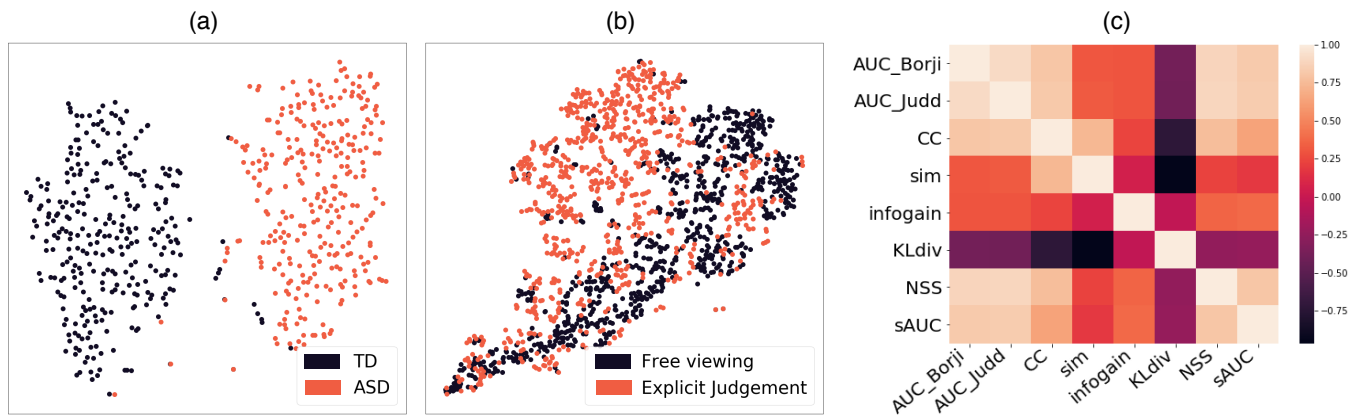 (a)
TD
ASD
(b)
Free viewing
Explicit Judgement
(c)
AUC_Borji
AUC_Judd
CC
sim
infogain
KLdiv
NSS
sAUC
AUC_Borji
AUC_Judd
CC
sim
infogain
KLdiv
NSS
sAUC
1.00
0.75
0.50
0.25
0.00
−0.25
−0.50
−0.75